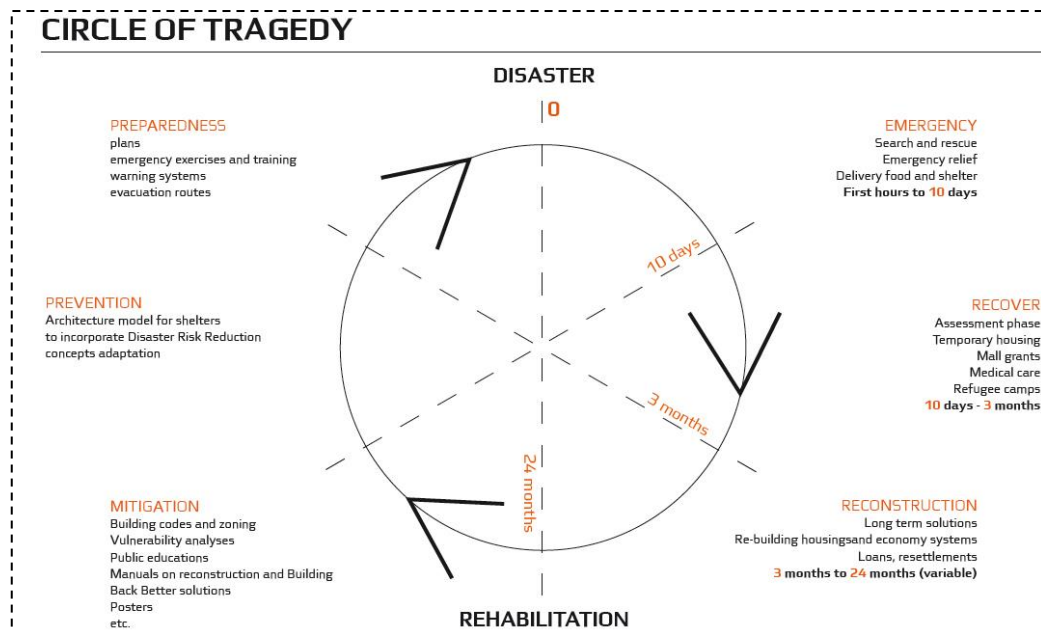 CIRCLE OF TRAGEDY
DISASTER
0
PREPAREDNESS
plans
emergency exercises and training
warning systems
evacuation routes
EMERGENCY
Search and rescue
Emergency relief
Delivery food and shelter
First hours to 10 days
10 days
PREVENTION
Architecture model for shelters
to incorporate Disaster Risk Reduction
concepts adaptation
RECOVER
Assessment phase
Temporary housing
Mall grants
Medical care
Refugee camps
10 days - 3 months
3 months
24 months
MITIGATION
Building codes and zoning
Vulnerability analyses
Public educations
Manuals on reconstruction and Building
Back Better solutions
Posters
etc.
RECONSTRUCTION
Long term solutions
Re-building housingsand economy systems
Loans, resettlements
3 months to 24 months (variable)
REHABILITATION